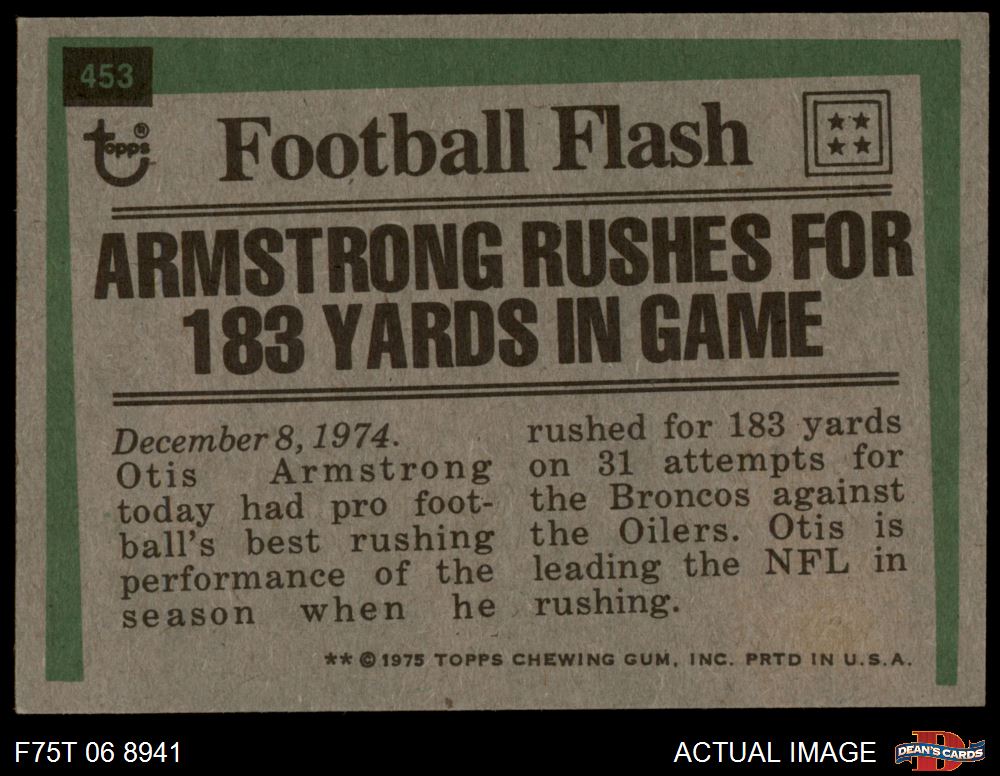 453
topps®
Football Flash
ARMSTRONG RUSHES FOR
183 YARDS IN GAME
December 8, 1974.
Otis Armstrong
today had pro foot-
ball's best rushing
performance of the
season when he
rushed for 183 yards
on 31 attempts for
the Broncos against
the Oilers. Otis is
leading the NFL in
rushing.
** © 1975 TOPPS CHEWING GUM, INC. PRTD IN U.S.A.
F75T 06 8941
ACTUAL IMAGE
D
DEAN'S CARDS